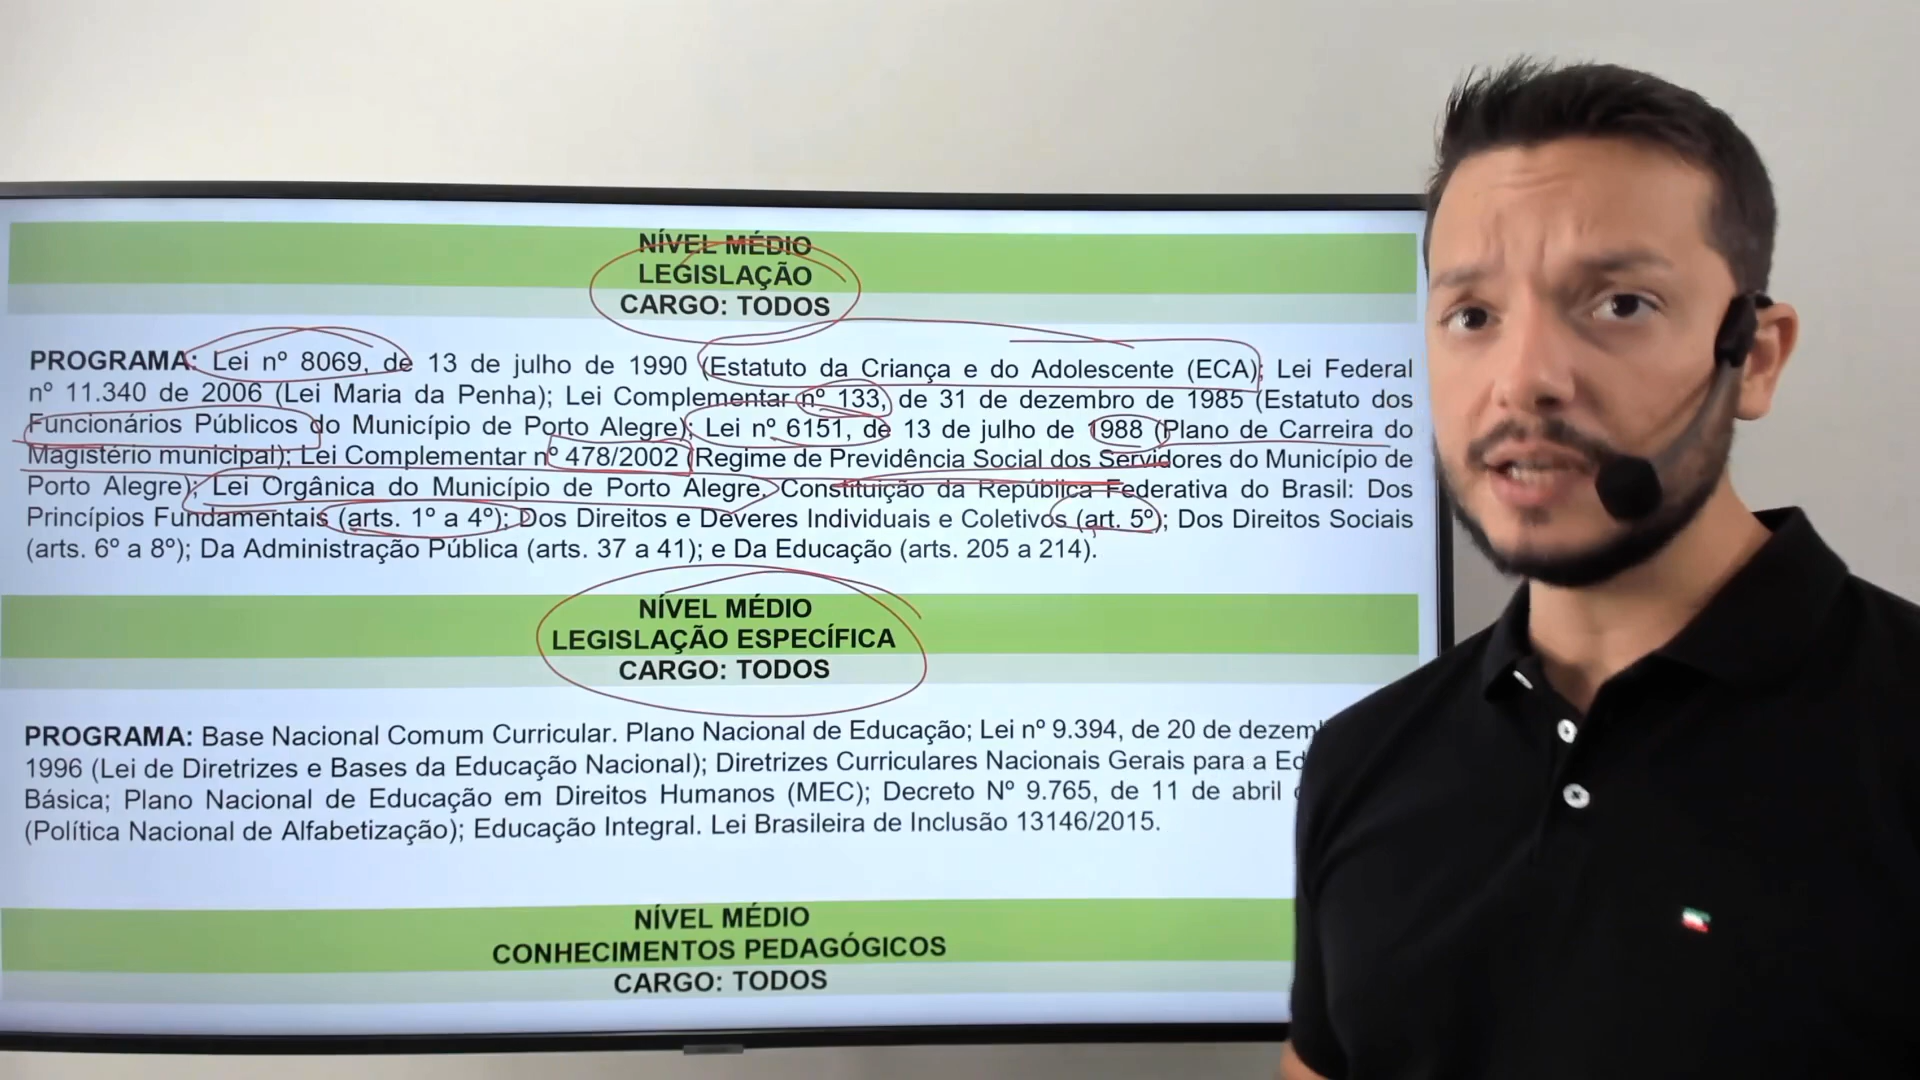 NÍVEL MÉDIO
LEGISLAÇÃO
CARGO: TODOS
PROGRAMA: Lei nº 8069, de 13 de julho de 1990 (Estatuto da Criança e do Adolescente (ECA); Lei Federal
nº 11.340 de 2006 (Lei Maria da Penha); Lei Complementar nº 133, de 31 de dezembro de 1985 (Estatuto dos
Funcionários Públicos do Município de Porto Alegre); Lei nº 6151, de 13 de julho de 1988 (Plano de Carreira do
Magistério municipal); Lei Complementar nº 478/2002 (Regime de Previdência Social dos Servidores do Município de
Porto Alegre); Lei Orgânica do Município de Porto Alegre. Constituição da República Federativa do Brasil: Dos
Princípios Fundamentais (arts. 1º a 4º); Dos Direitos e Deveres Individuais e Coletivos (art. 5º); Dos Direitos Sociais
(arts. 6º a 8º); Da Administração Pública (arts. 37 a 41); e Da Educação (arts. 205 a 214).
NÍVEL MÉDIO
LEGISLAÇÃO ESPECÍFICA
CARGO: TODOS
PROGRAMA: Base Nacional Comum Curricular. Plano Nacional de Educação; Lei nº 9.394, de 20 de dezem
1996 (Lei de Diretrizes e Bases da Educação Nacional); Diretrizes Curriculares Nacionais Gerais para a Ed
Básica; Plano Nacional de Educação em Direitos Humanos (MEC); Decreto Nº 9.765, de 11 de abril
(Política Nacional de Alfabetização); Educação Integral. Lei Brasileira de Inclusão 13146/2015.
NÍVEL MÉDIO
CONHECIMENTOS PEDAGÓGICOS
CARGO: TODOS